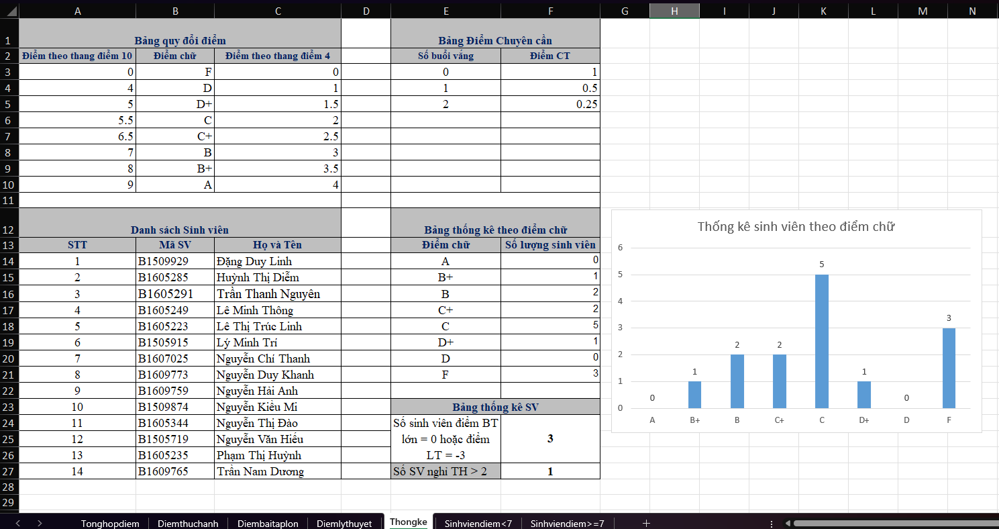 A B C D E F G H I J K L M N
1 Bảng quy đổi điểm Bảng Điểm Chuyên cần
2 Điểm theo thang điểm 10 Điểm chữ Điểm theo thang điểm 4 Số buổi vắng Điểm CT
3 0 F 0 0 1
4 4 D 1 1 0.5
5 5 D+ 1.5 2 0.25
6 5.5 C 2
7 6.5 C+ 2.5
8 7 B 3
9 8 B+ 3.5
10 9 A 4
11
12 Danh sách Sinh viên Bảng thống kê theo điểm chữ
13 STT Mã SV Họ và Tên Điểm chữ Số lượng sinh viên
14 1 B1509929 Đặng Duy Linh A 0
15 2 B1605285 Huỳnh Thị Diễm B+ 1
16 3 B1605291 Trần Thanh Nguyên B 2
17 4 B1605249 Lê Minh Thông C+ 2
18 5 B1605223 Lê Thị Trúc Linh C 5
19 6 B1505915 Lý Minh Trí D+ 1
20 7 B1607025 Nguyễn Chí Thanh D 0
21 8 B1609773 Nguyễn Duy Khanh F 3
22 9 B1609759 Nguyễn Hải Anh
23 10 B1509874 Nguyễn Kiều Mi Bảng thống kê SV
24 11 B1605344 Nguyễn Thị Đào Số sinh viên điểm BT
25 12 B1505719 Nguyễn Văn Hiếu lớn = 0 hoặc điểm 3
26 13 B1605235 Phạm Thị Huỳnh LT = -3
27 14 B1609765 Trần Nam Dương Số SV nghỉ TH > 2 1
28
29
Thống kê sinh viên theo điểm chữ
6
5 5
4
3 3
2 2 2
1 1 1
0 0 0
A B+ B C+ C D+ D F
Tonghopdiem Diemthuchanh Diembaitaplon Diemlythuyet Thongke Sinhviendiem<7 Sinhviendiem>=7